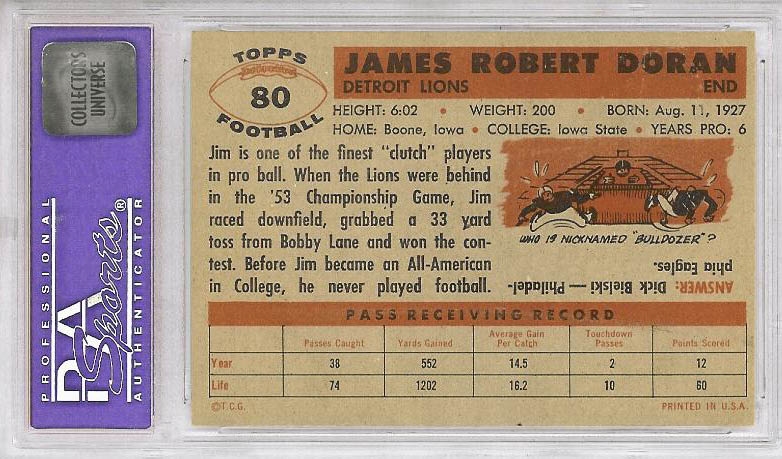 COLLECTOR'S
UNIVERSE
PROFESSIONAL
PSA
Sports®
AUTHENTICATOR
TOPPS
80
FOOTBALL
JAMES ROBERT DORAN
DETROIT LIONS END
HEIGHT: 6:02 • WEIGHT: 200 • BORN: Aug. 11, 1927
HOME: Boone, Iowa • COLLEGE: Iowa State • YEARS PRO: 6
Jim is one of the finest "clutch" players
in pro ball. When the Lions were behind
in the '53 Championship Game, Jim
raced downfield, grabbed a 33 yard
toss from Bobby Lane and won the con-
test. Before Jim became an All-American
in College, he never played football.
WHO IS NICKNAMED "BULLDOZER"?
ANSWER: Dick Bielski — Philadel-
phia Eagles.
PASS RECEIVING RECORD
Passes Caught Yards Gained Average Gain Per Catch Touchdown Passes Points Scored
Year 38 552 14.5 2 12
Life 74 1202 16.2 10 60
©T.C.G. PRINTED IN U.S.A.